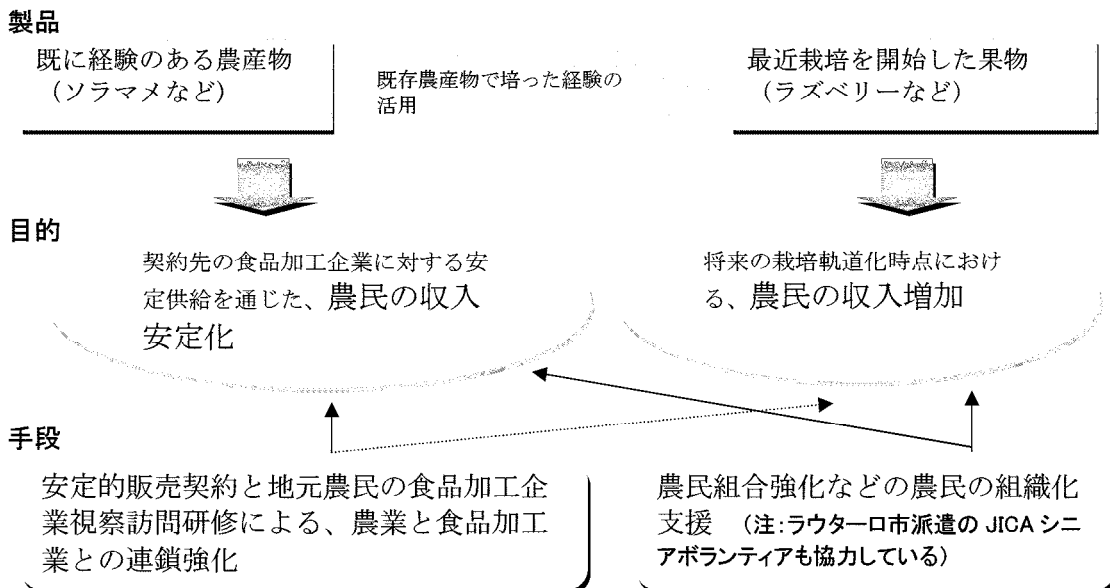 製品
既に経験のある農産物
（ソラマメなど）
既存農産物で培った経験の
活用
最近栽培を開始した果物
（ラズベリーなど）
目的
契約先の食品加工企業に対する安
定供給を通じた、農民の収入
安定化
将来の栽培軌道化時点におけ
る、農民の収入増加
手段
安定的販売契約と地元農民の食品加工企
業視察訪問研修による、農業と食品加工
業との連鎖強化
農民組合強化などの農民の組織化
支援 （注：ラウターロ市派遣の JICA シニ
アボランティアも協力している）